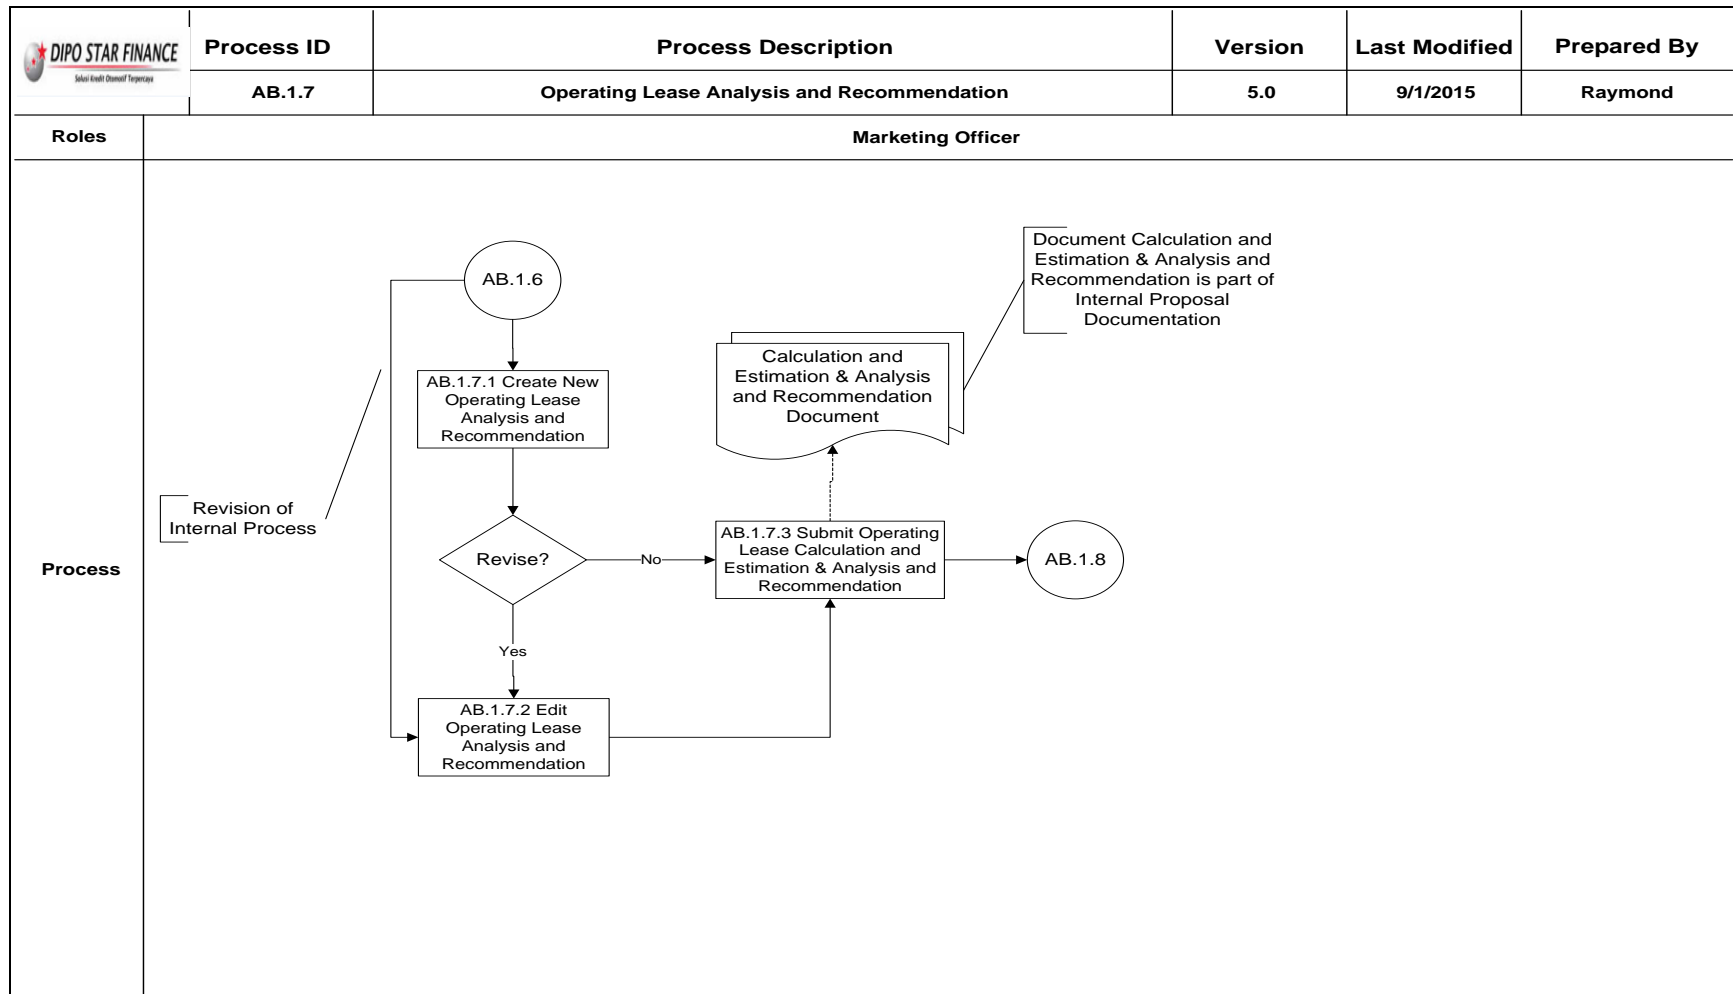 DIPO STAR FINANCE
Solusi Kredit Otomotif Terpercaya
Process ID
Process Description
Version
Last Modified
Prepared By
AB.1.7
Operating Lease Analysis and Recommendation
5.0
9/1/2015
Raymond
Roles
Marketing Officer
Process
AB.1.6
Document Calculation and
Estimation & Analysis and
Recommendation is part of
Internal Proposal
Documentation
Calculation and
Estimation & Analysis
and Recommendation
Document
AB.1.7.1 Create New
Operating Lease
Analysis and
Recommendation
Revision of
Internal Process
Revise?
No
AB.1.7.3 Submit Operating
Lease Calculation and
Estimation & Analysis and
Recommendation
AB.1.8
Yes
AB.1.7.2 Edit
Operating Lease
Analysis and
Recommendation